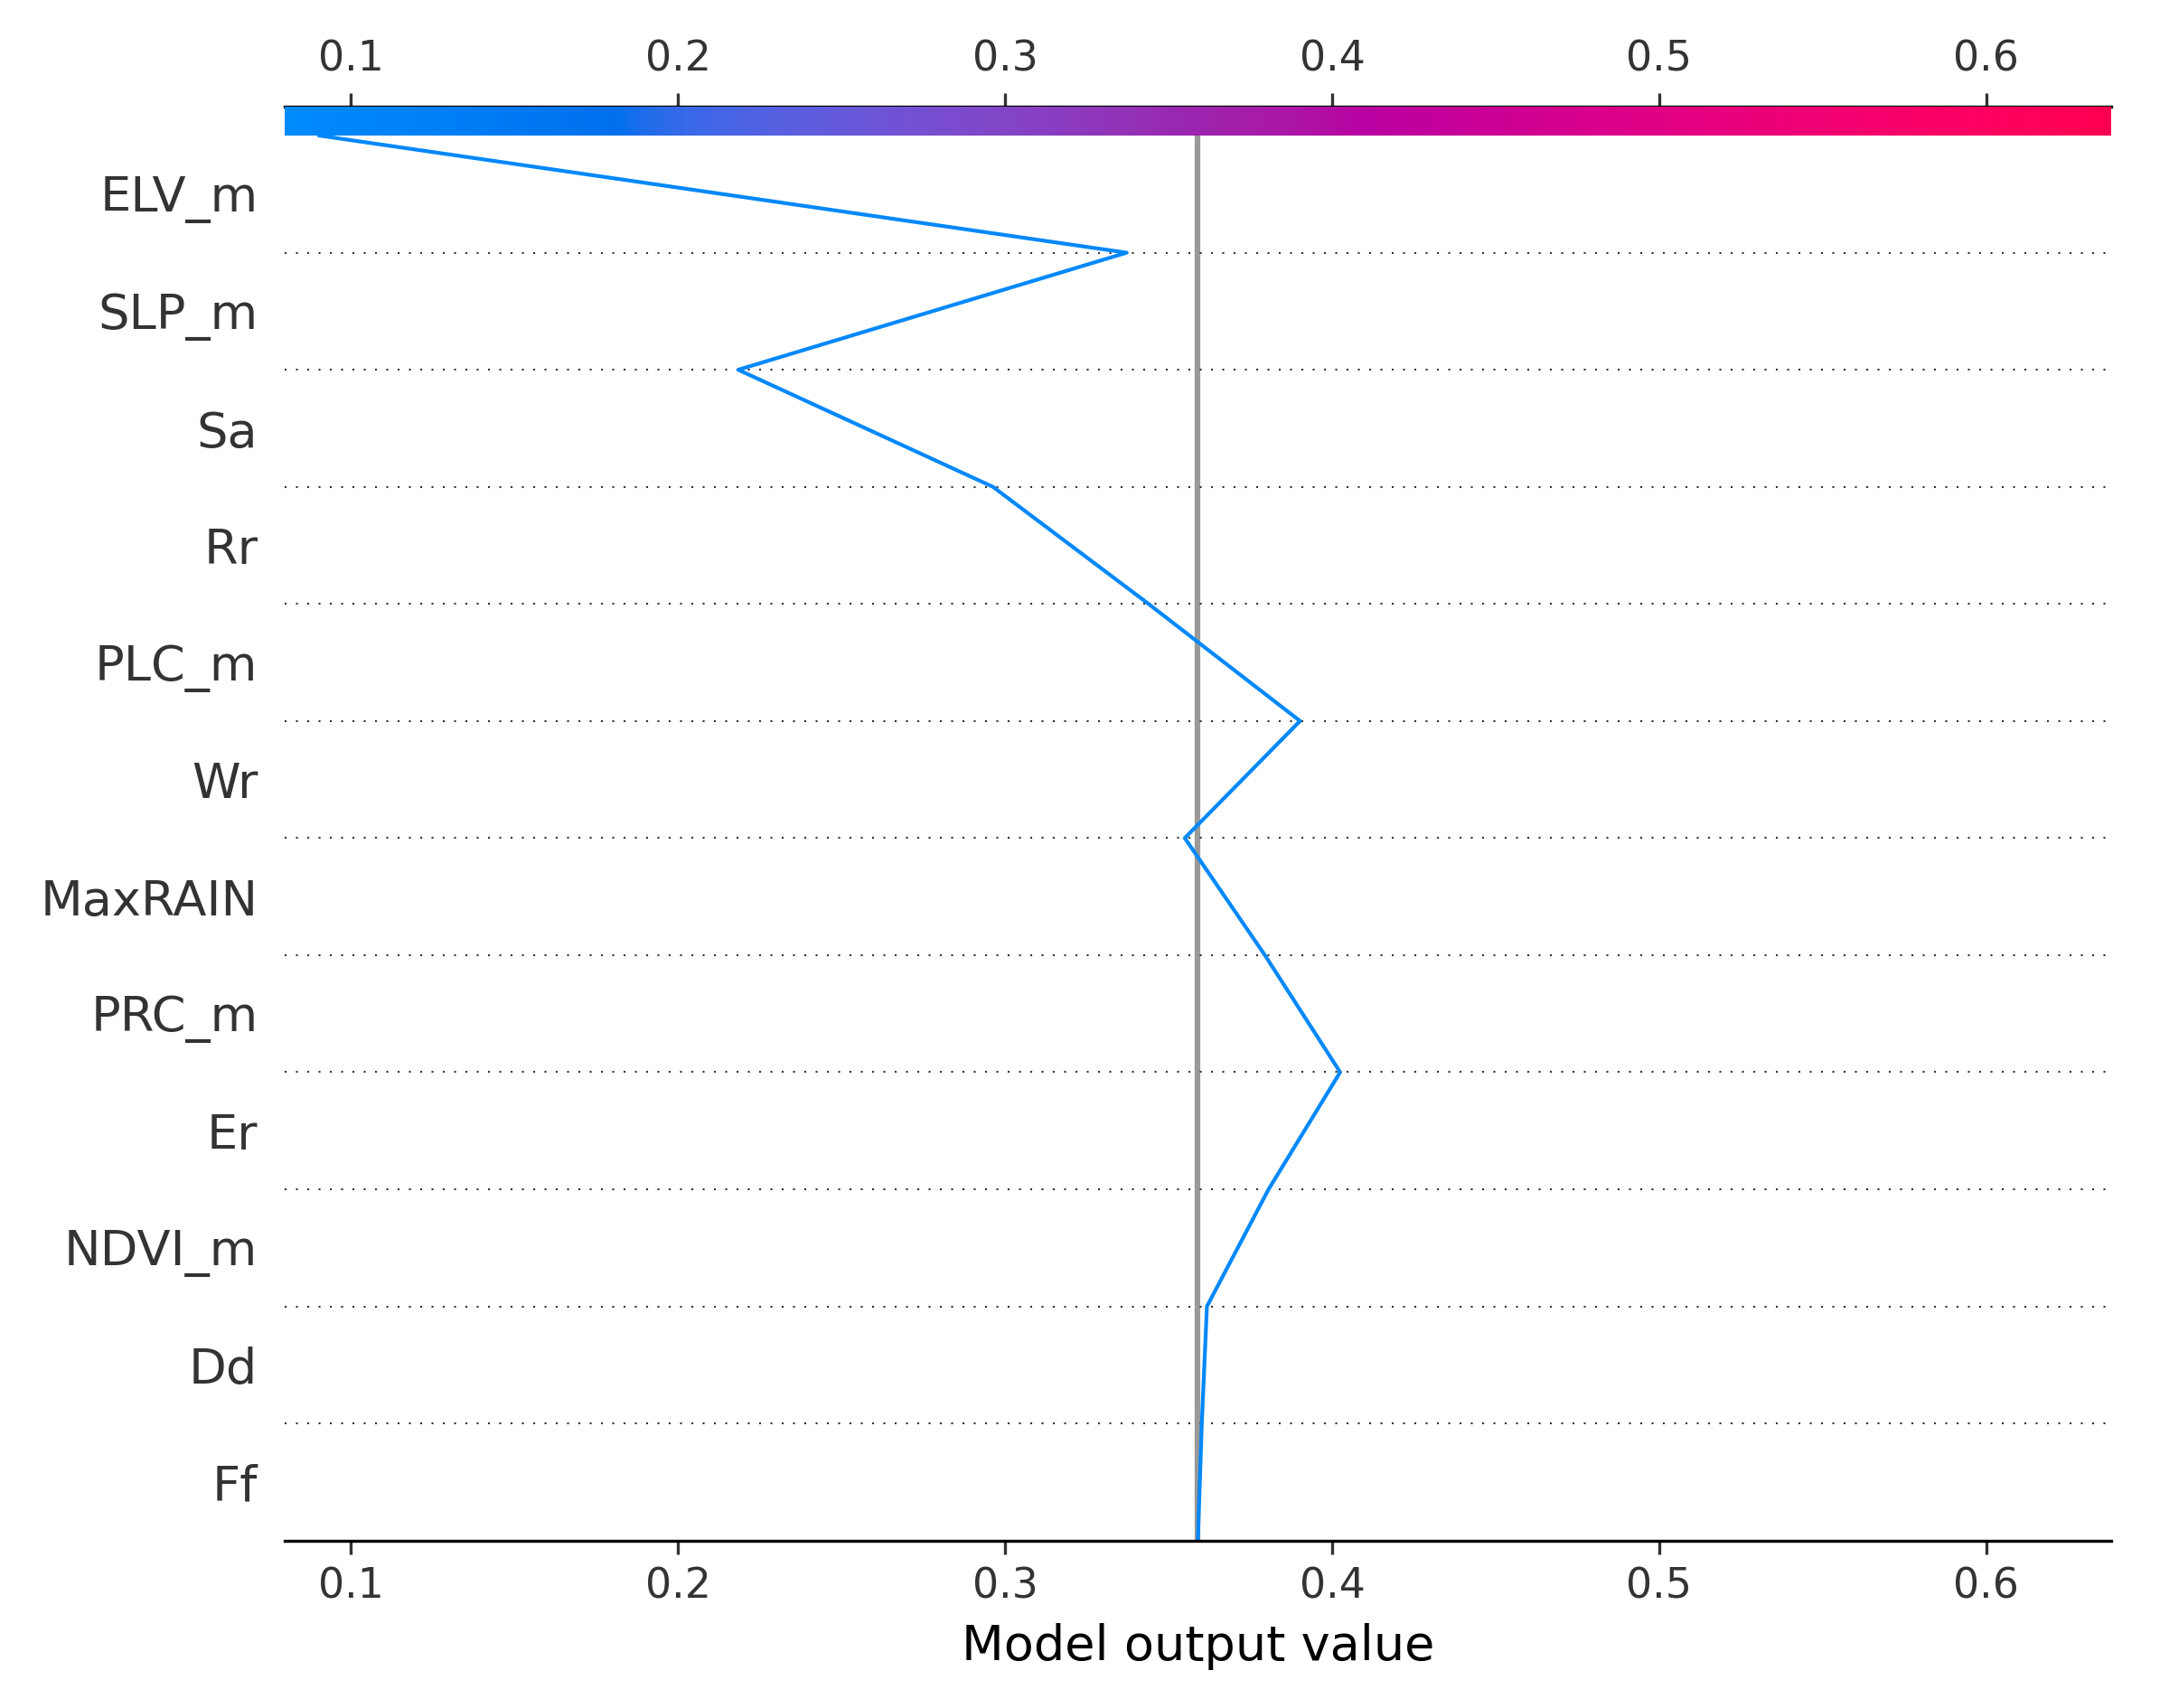 0.1 0.2 0.3 0.4 0.5 0.6
ELV_m
SLP_m
Sa
Rr
PLC_m
Wr
MaxRAIN
PRC_m
Er
NDVI_m
Dd
Ff
0.1 0.2 0.3 0.4 0.5 0.6
Model output value